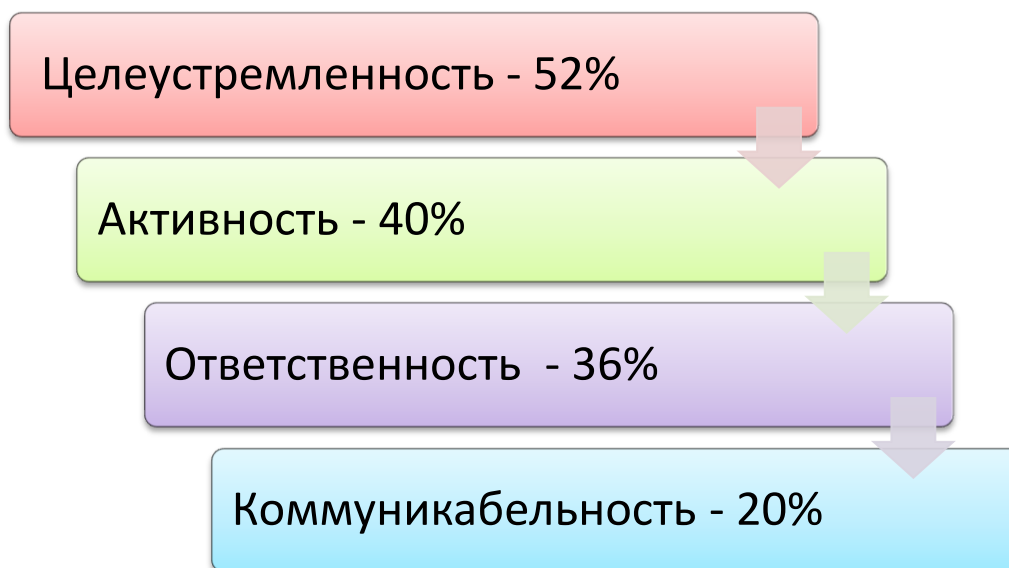 Целеустремленность - 52%
Активность - 40%
Ответственность  - 36%
Коммуникабельность - 20%